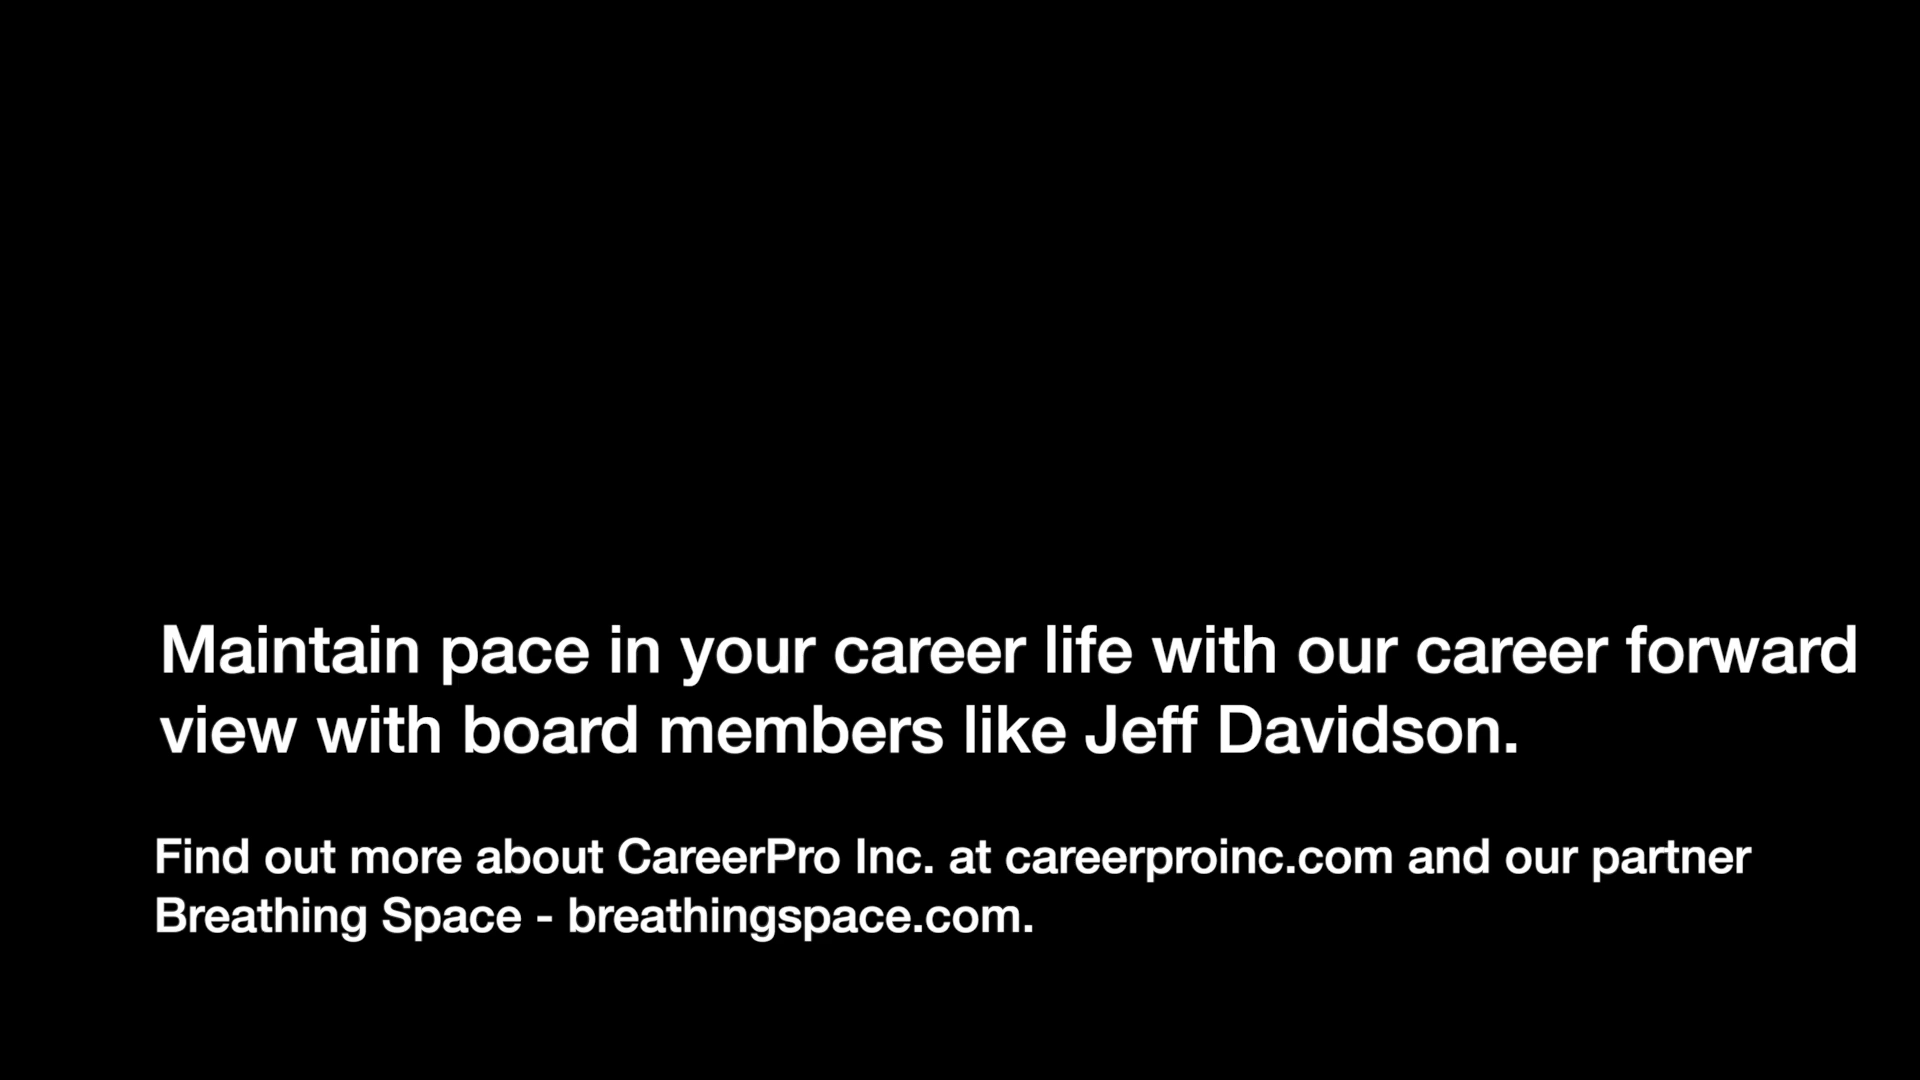 Maintain pace in your career life with our career forward
view with board members like Jeff Davidson.
Find out more about CareerPro Inc. at careerproinc.com and our partner
Breathing Space - breathingspace.com.